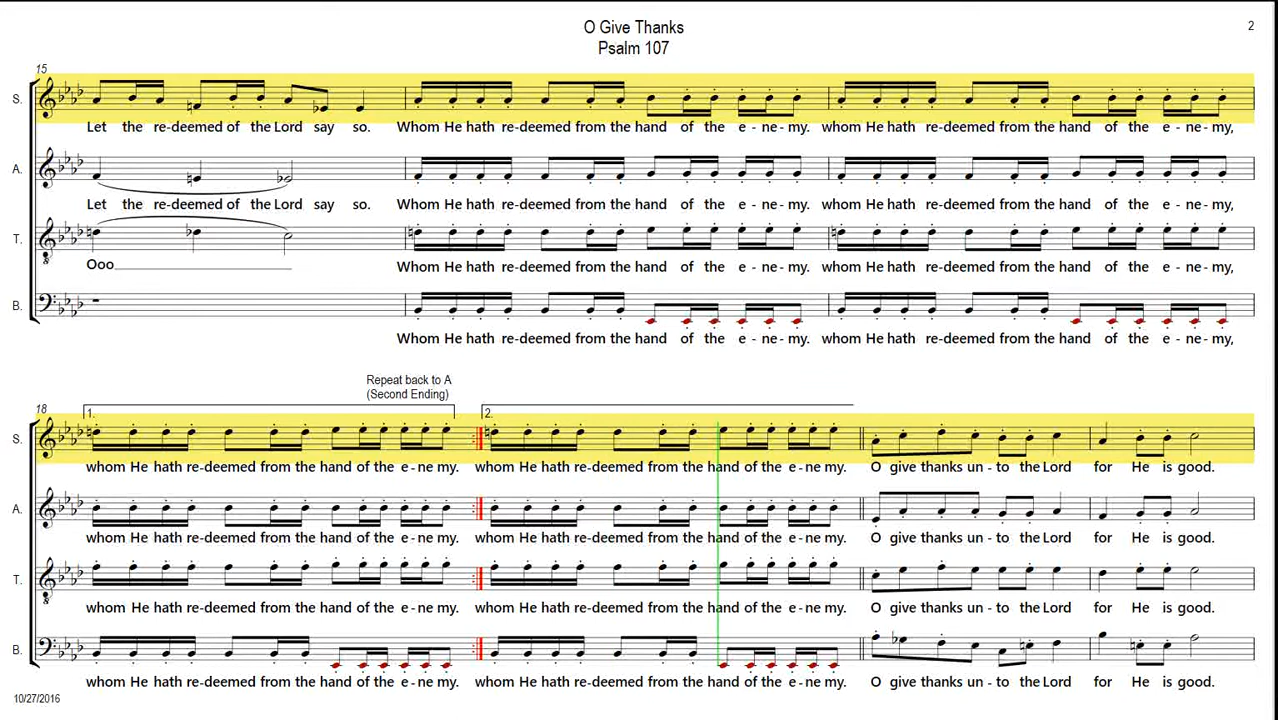 O Give Thanks
Psalm 107
2
15
S.
Let the re-deemed of the Lord say so. Whom He hath re-deemed from the hand of the e - ne - my. whom He hath re-deemed from the hand of the e - ne - my,
A.
Let the re-deemed of the Lord say so. Whom He hath re-deemed from the hand of the e - ne - my, whom He hath re-deemed from the hand of the e - ne - my,
T.
Ooo Whom He hath re-deemed from the hand of the e - ne - my, whom He hath re-deemed from the hand of the e - ne - my,
B.
Whom He hath re-deemed from the hand of the e - ne - my. whom He hath re-deemed from the hand of the e - ne - my,
Repeat back to A
(Second Ending)
18
1.
2.
S.
whom He hath re-deemed from the hand of the e - ne my. whom He hath re-deemed from the hand of the e - ne my. O give thanks un - to the Lord for He is good.
A.
whom He hath re-deemed from the hand of the e - ne my. whom He hath re-deemed from the hand of the e - ne my. O give thanks un - to the Lord for He is good.
T.
whom He hath re-deemed from the hand of the e - ne my. whom He hath re-deemed from the hand of the e - ne my. O give thanks un - to the Lord for He is good.
B.
whom He hath re-deemed from the hand of the e - ne my. whom He hath re-deemed from the hand of the e - ne my. O give thanks un - to the Lord for He is good.
10/27/2016